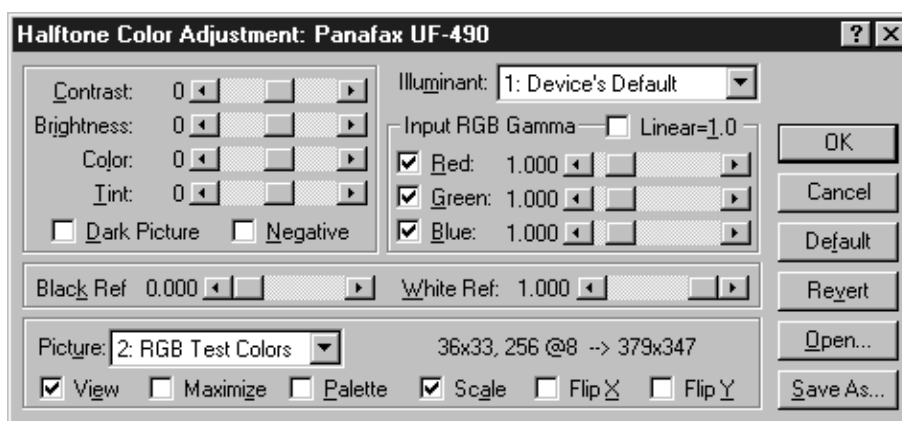 Halftone Color Adjustment: Panafax UF-490
Contrast: 0
Brightness: 0
Color: 0
Tint: 0
Dark Picture Negative
Illuminant: 1: Device's Default
Input RGB Gamma Linear=1.0
Red: 1.000
Green: 1.000
Blue: 1.000
Black Ref 0.000 White Ref: 1.000
Picture: 2: RGB Test Colors 36x33, 256 @8 --> 379x347
View Maximize Palette Scale Flip X Flip Y
OK
Cancel
Default
Revert
Open...
Save As...